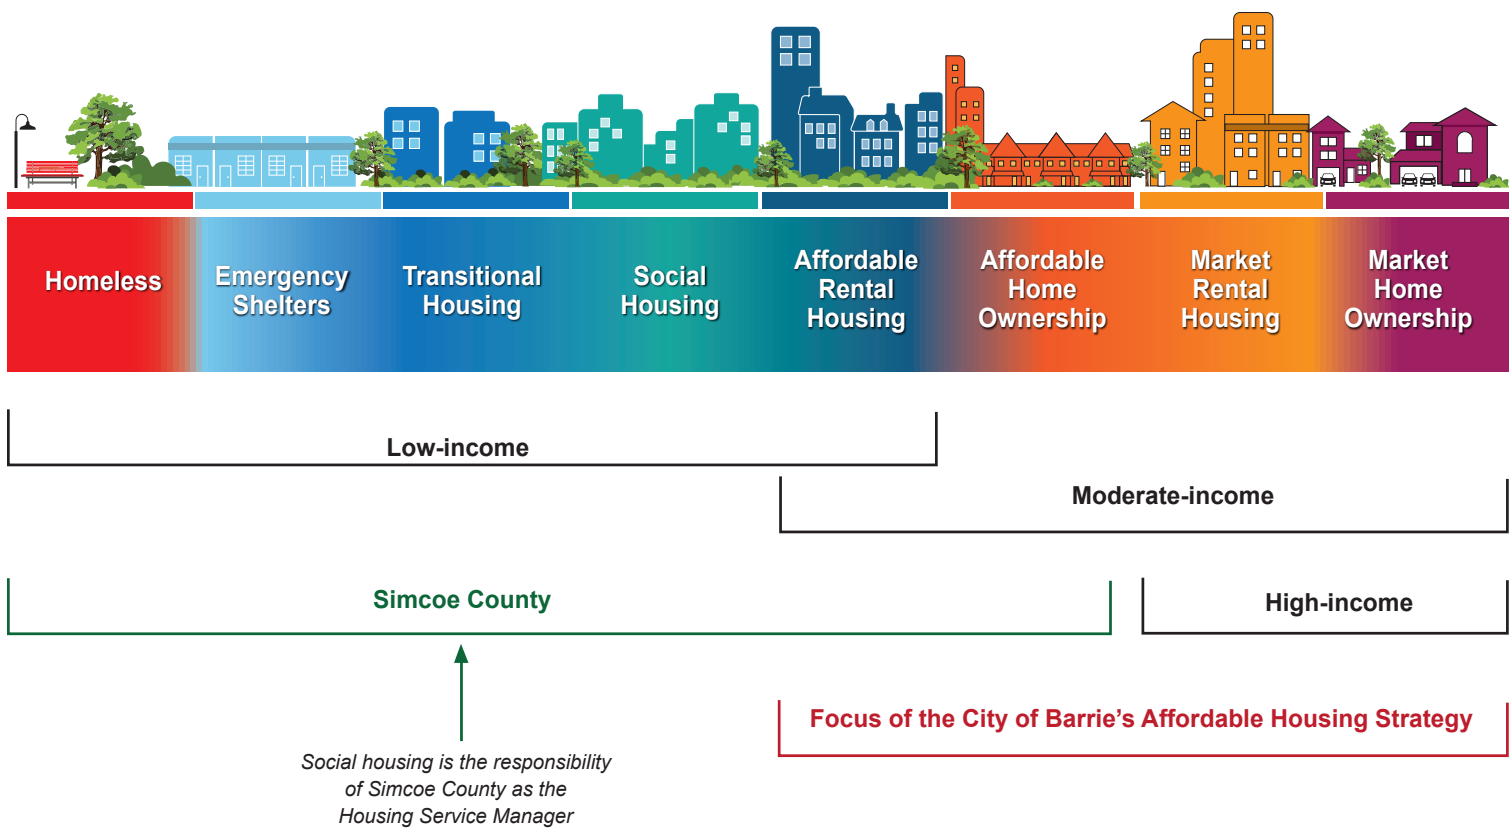 Homeless
Emergency
Shelters
Transitional
Housing
Social
Housing
Affordable
Rental
Housing
Affordable
Home
Ownership
Market
Rental
Housing
Market
Home
Ownership
Low-income
Moderate-income
Simcoe County
High-income
Focus of the City of Barrie’s Affordable Housing Strategy
Social housing is the responsibility
of Simcoe County as the
Housing Service Manager